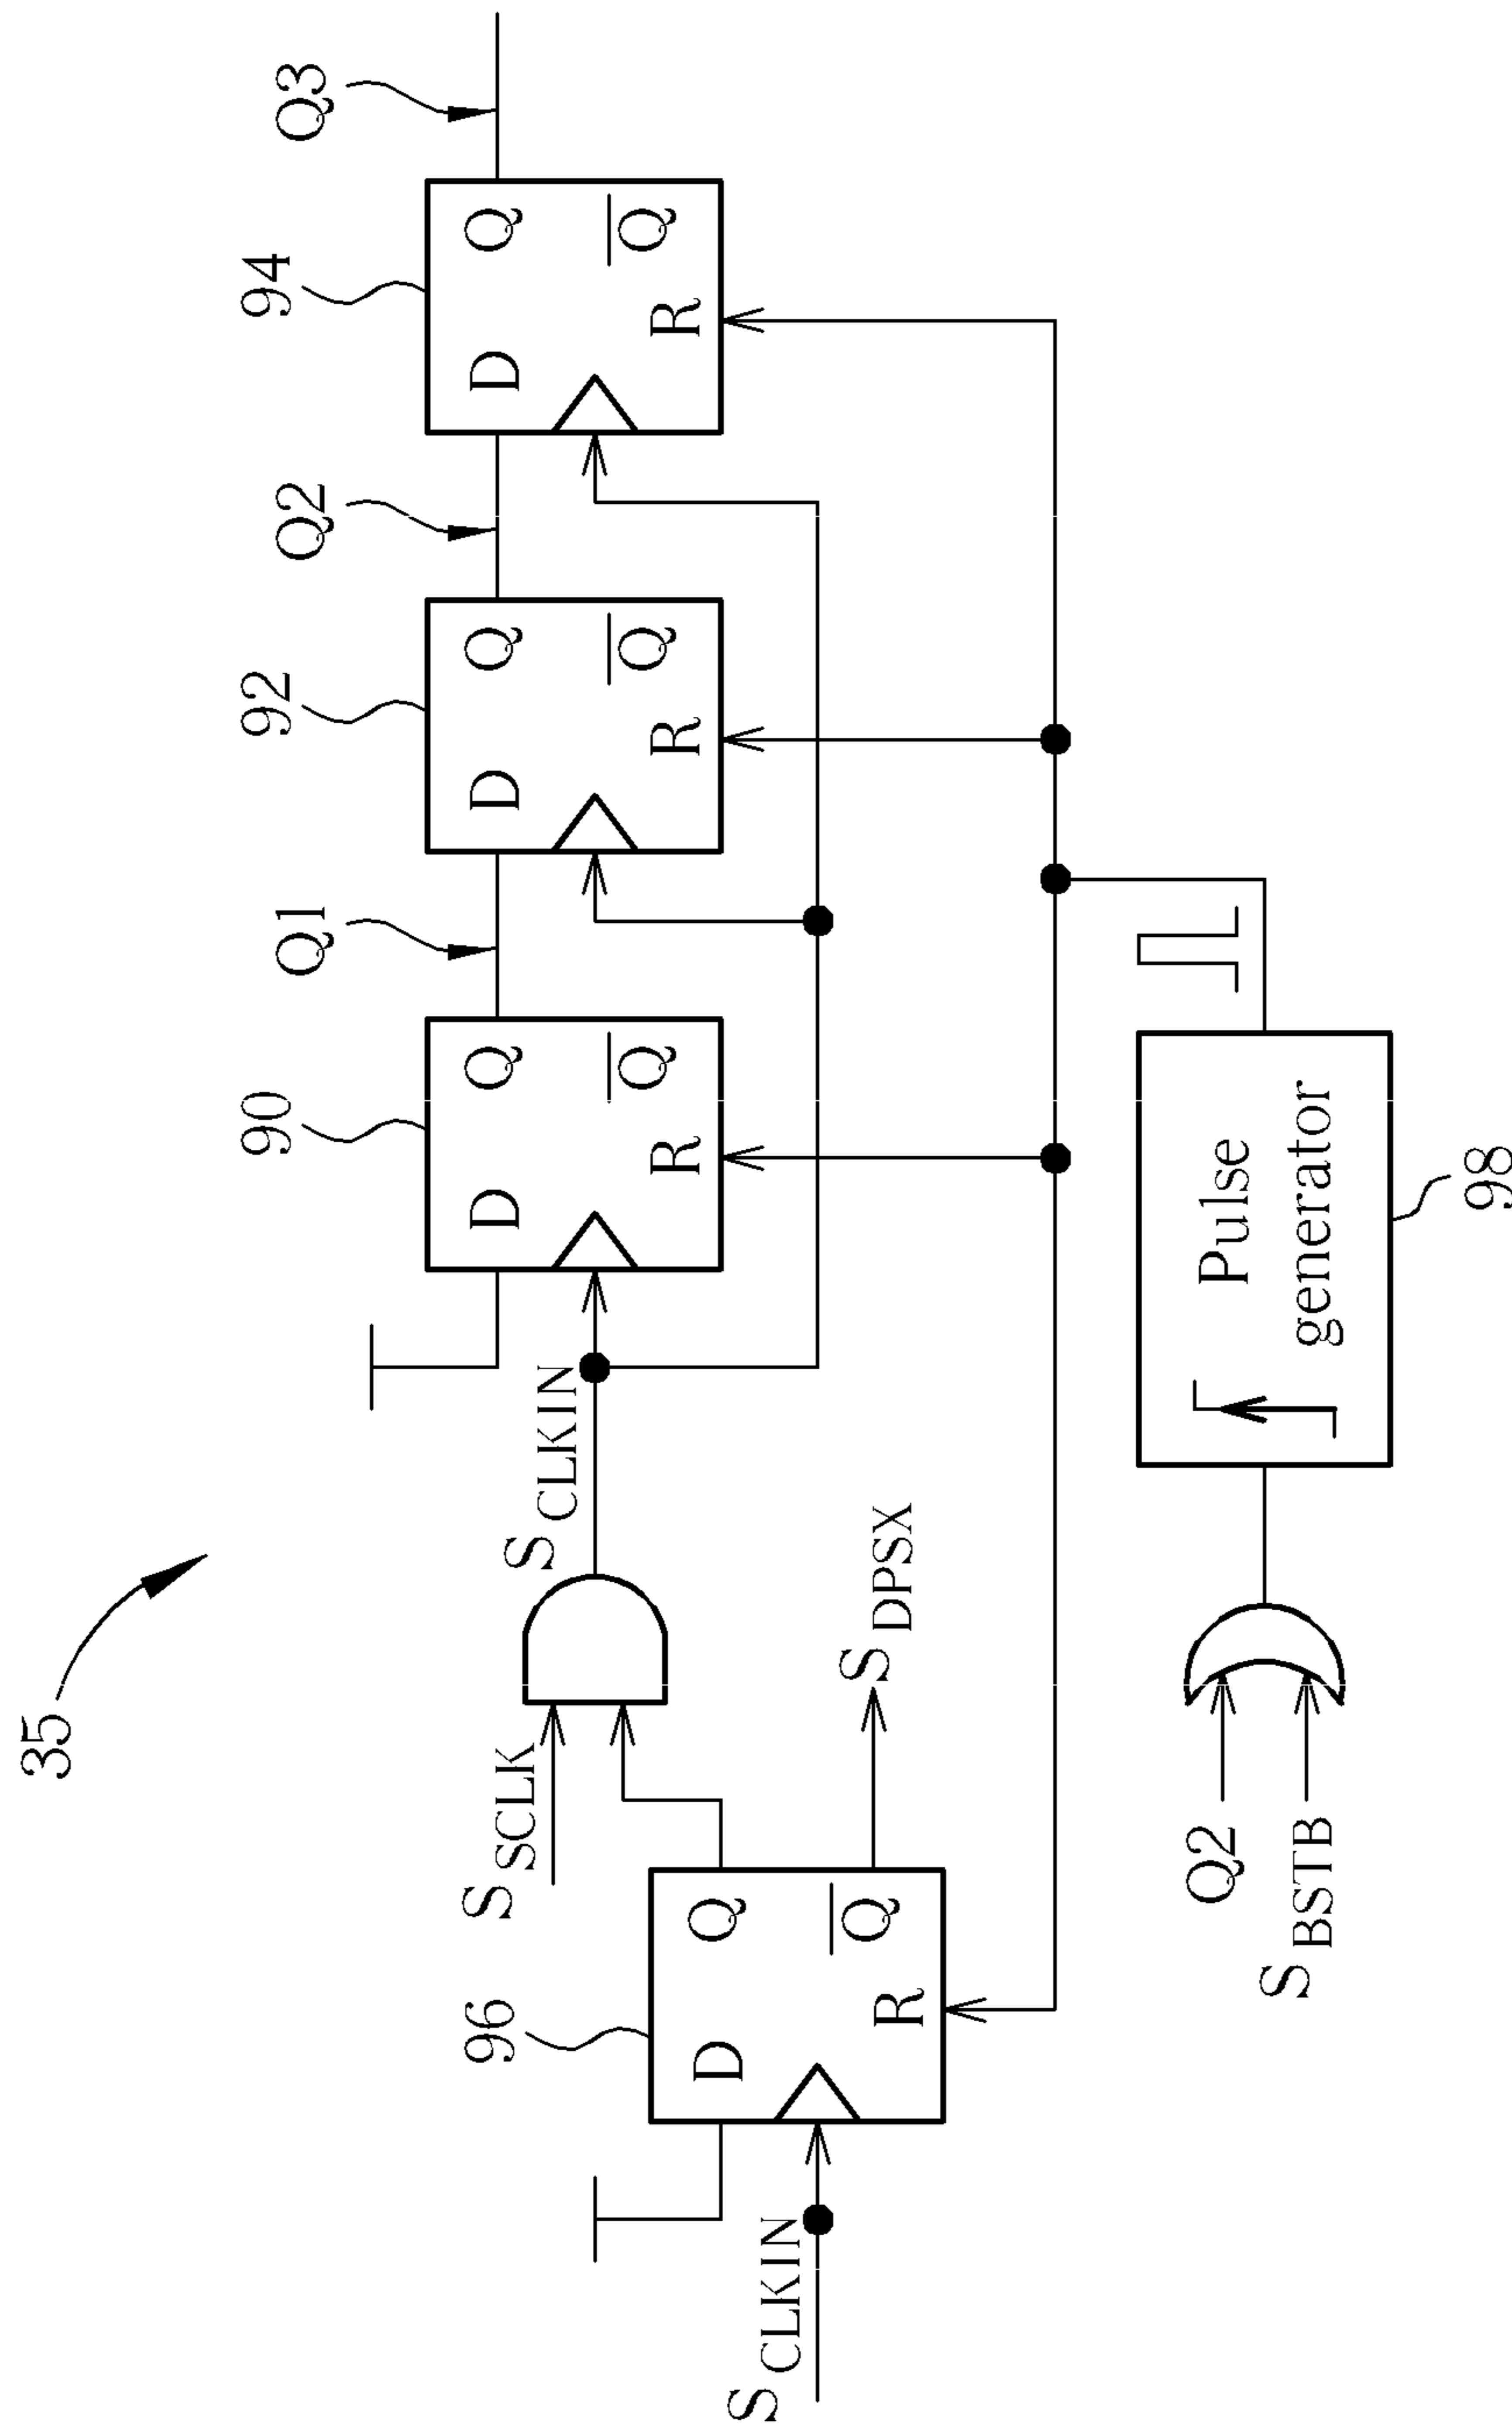 35
90
92
94
Q1
Q2
Q3
D
Q
Q̅
R
D
Q
Q̅
R
D
Q
Q̅
R
S CLKIN
S SCLK
96
D
Q
Q̅
R
S DPSX
S CLKIN
Q2
S BSTB
Pulse
generator
98